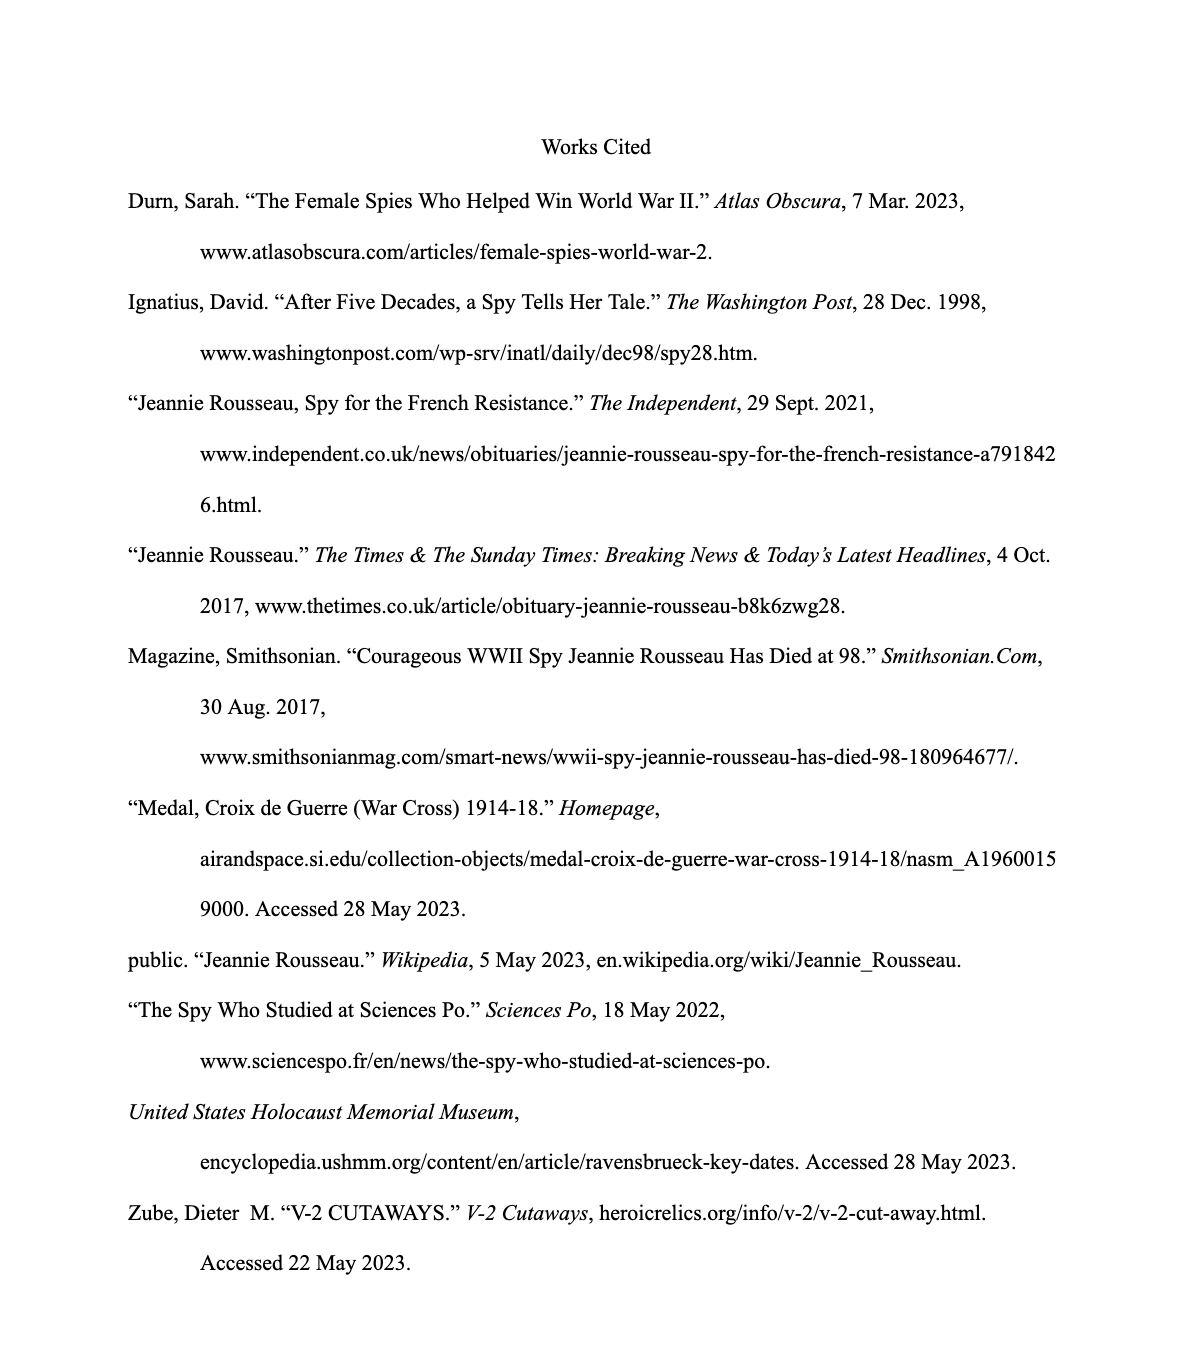 Works Cited
Durn, Sarah. “The Female Spies Who Helped Win World War II.” Atlas Obscura, 7 Mar. 2023,
www.atlasobscura.com/articles/female-spies-world-war-2.
Ignatius, David. “After Five Decades, a Spy Tells Her Tale.” The Washington Post, 28 Dec. 1998,
www.washingtonpost.com/wp-srv/inatl/daily/dec98/spy28.htm.
“Jeannie Rousseau, Spy for the French Resistance.” The Independent, 29 Sept. 2021,
www.independent.co.uk/news/obituaries/jeannie-rousseau-spy-for-the-french-resistance-a791842
6.html.
“Jeannie Rousseau.” The Times & The Sunday Times: Breaking News & Today’s Latest Headlines, 4 Oct.
2017, www.thetimes.co.uk/article/obituary-jeannie-rousseau-b8k6zwg28.
Magazine, Smithsonian. “Courageous WWII Spy Jeannie Rousseau Has Died at 98.” Smithsonian.Com,
30 Aug. 2017,
www.smithsonianmag.com/smart-news/wwii-spy-jeannie-rousseau-has-died-98-180964677/.
“Medal, Croix de Guerre (War Cross) 1914-18.” Homepage,
airandspace.si.edu/collection-objects/medal-croix-de-guerre-war-cross-1914-18/nasm_A1960015
9000. Accessed 28 May 2023.
public. “Jeannie Rousseau.” Wikipedia, 5 May 2023, en.wikipedia.org/wiki/Jeannie_Rousseau.
“The Spy Who Studied at Sciences Po.” Sciences Po, 18 May 2022,
www.sciencespo.fr/en/news/the-spy-who-studied-at-sciences-po.
United States Holocaust Memorial Museum,
encyclopedia.ushmm.org/content/en/article/ravensbrueck-key-dates. Accessed 28 May 2023.
Zube, Dieter  M. “V-2 CUTAWAYS.” V-2 Cutaways, heroicrelics.org/info/v-2/v-2-cut-away.html.
Accessed 22 May 2023.